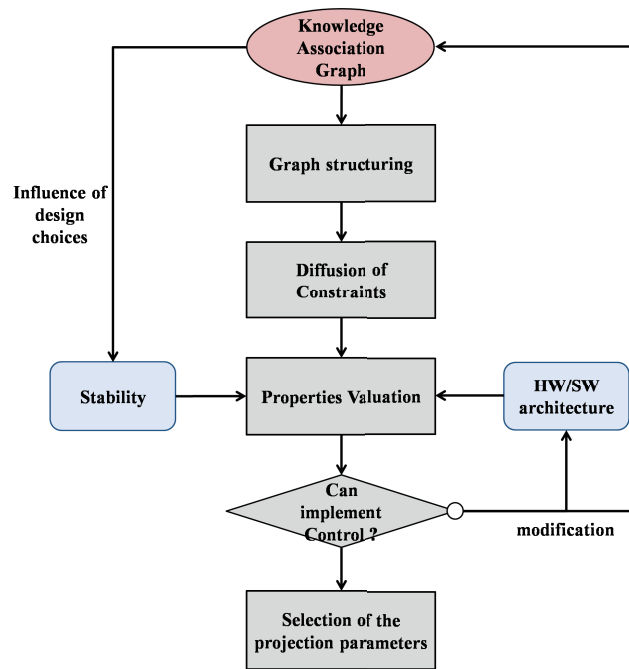 Knowledge
Association
Graph
Graph structuring
Influence of
design
choices
Diffusion of
Constraints
Stability
Properties Valuation
HW/SW
architecture
Can
implement
Control ?
modification
Selection of the
projection parameters